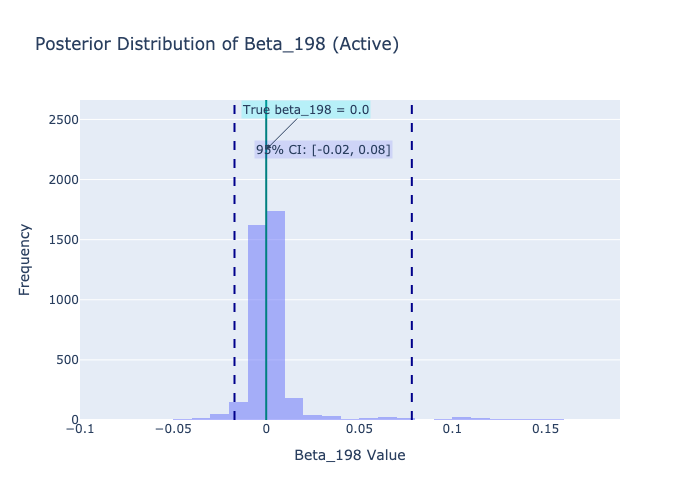 Posterior Distribution of Beta_198 (Active)
True beta_198 = 0.0
95% CI: [-0.02, 0.08]
2500
2000
1500
1000
500
0
Frequency
−0.1
−0.05
0
0.05
0.1
0.15
Beta_198 Value